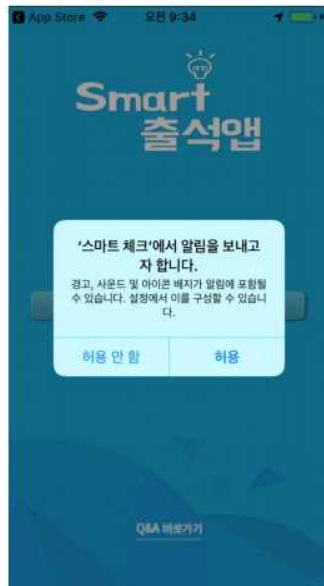 App Store 오전 9:34
Smart
출석앱
'스마트 체크'에서 알림을 보내고
자 합니다.
경고, 사운드 및 아이콘 배지가 알림에 포함될
수 있습니다. 설정에서 이를 구성할 수 있습니
다.
허용 안 함 허용
Q&A 바로가기